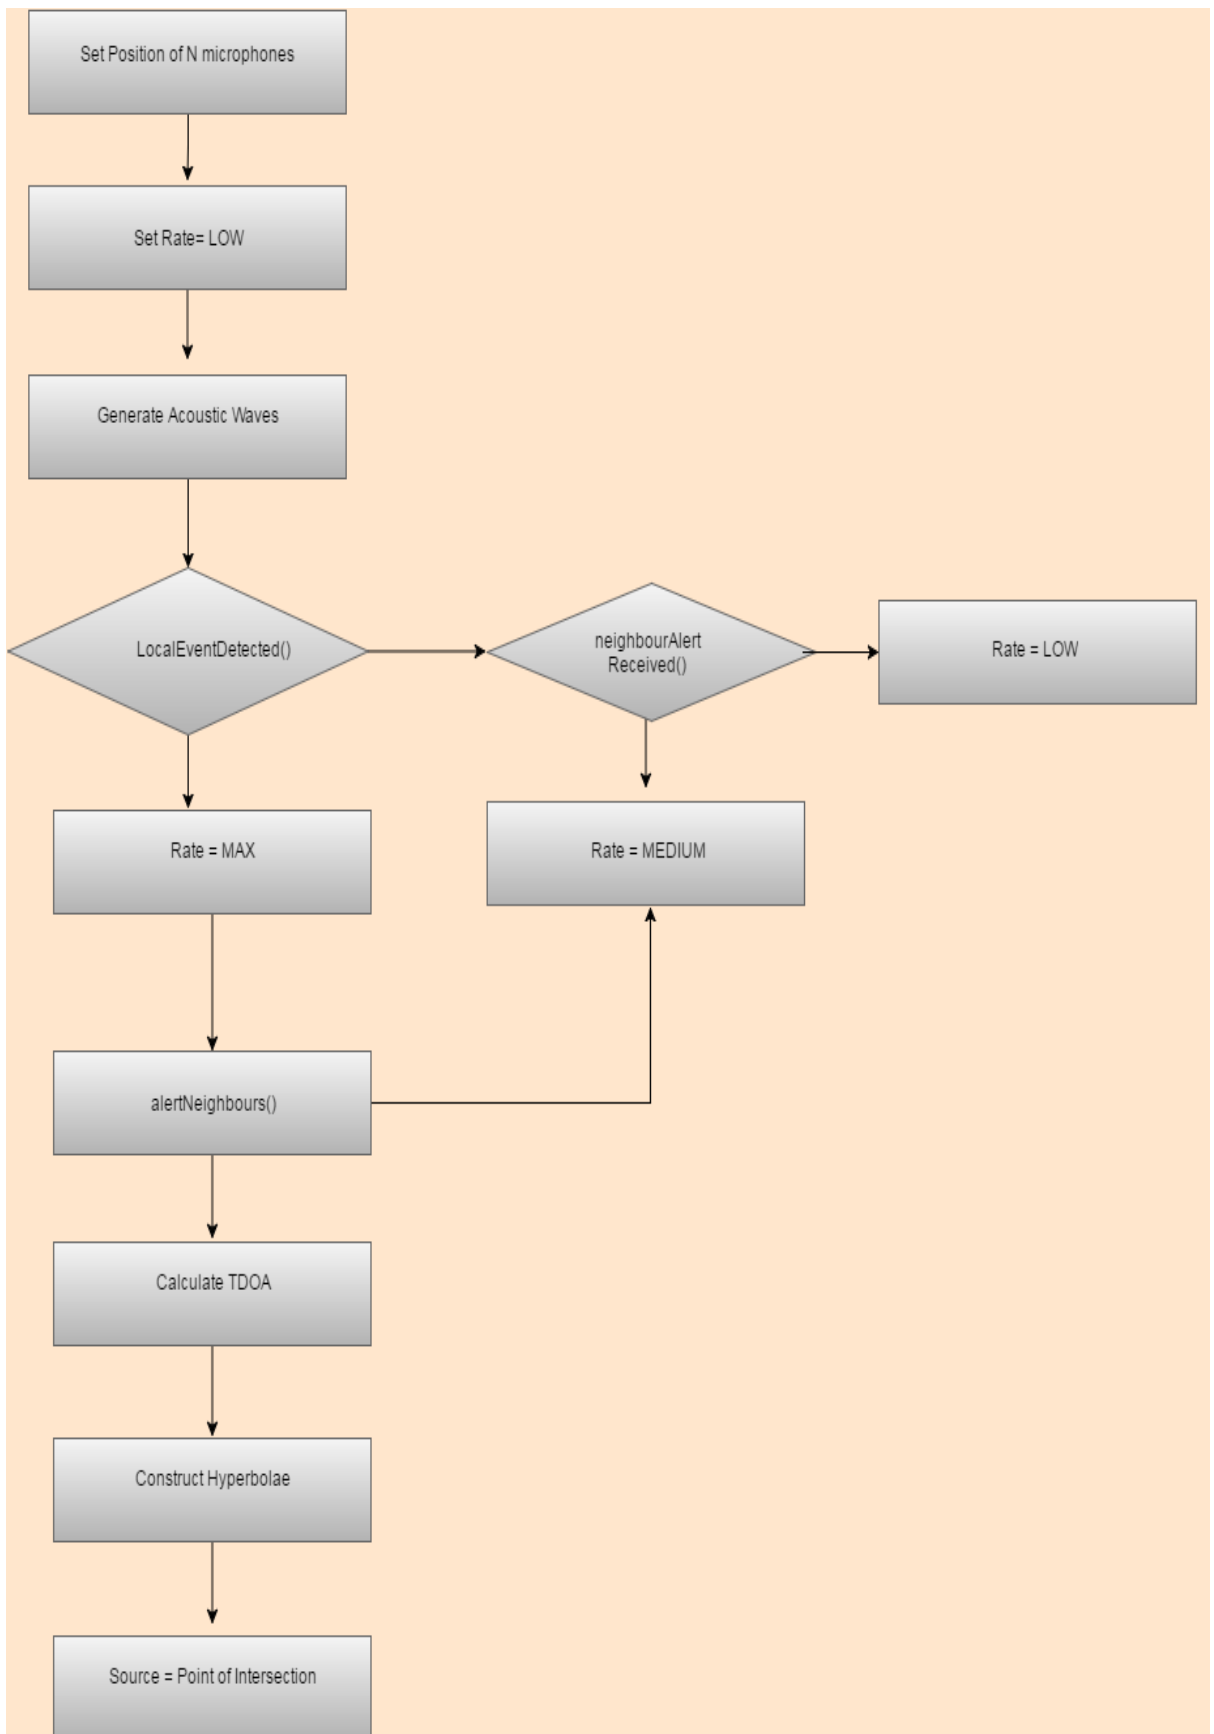 Set Position of N microphones
Set Rate= LOW
Generate Acoustic Waves
LocalEventDetected()
neighbourAlert
Received()
Rate = LOW
Rate = MAX
Rate = MEDIUM
alertNeighbours()
Calculate TDOA
Construct Hyperbolae
Source = Point of Intersection